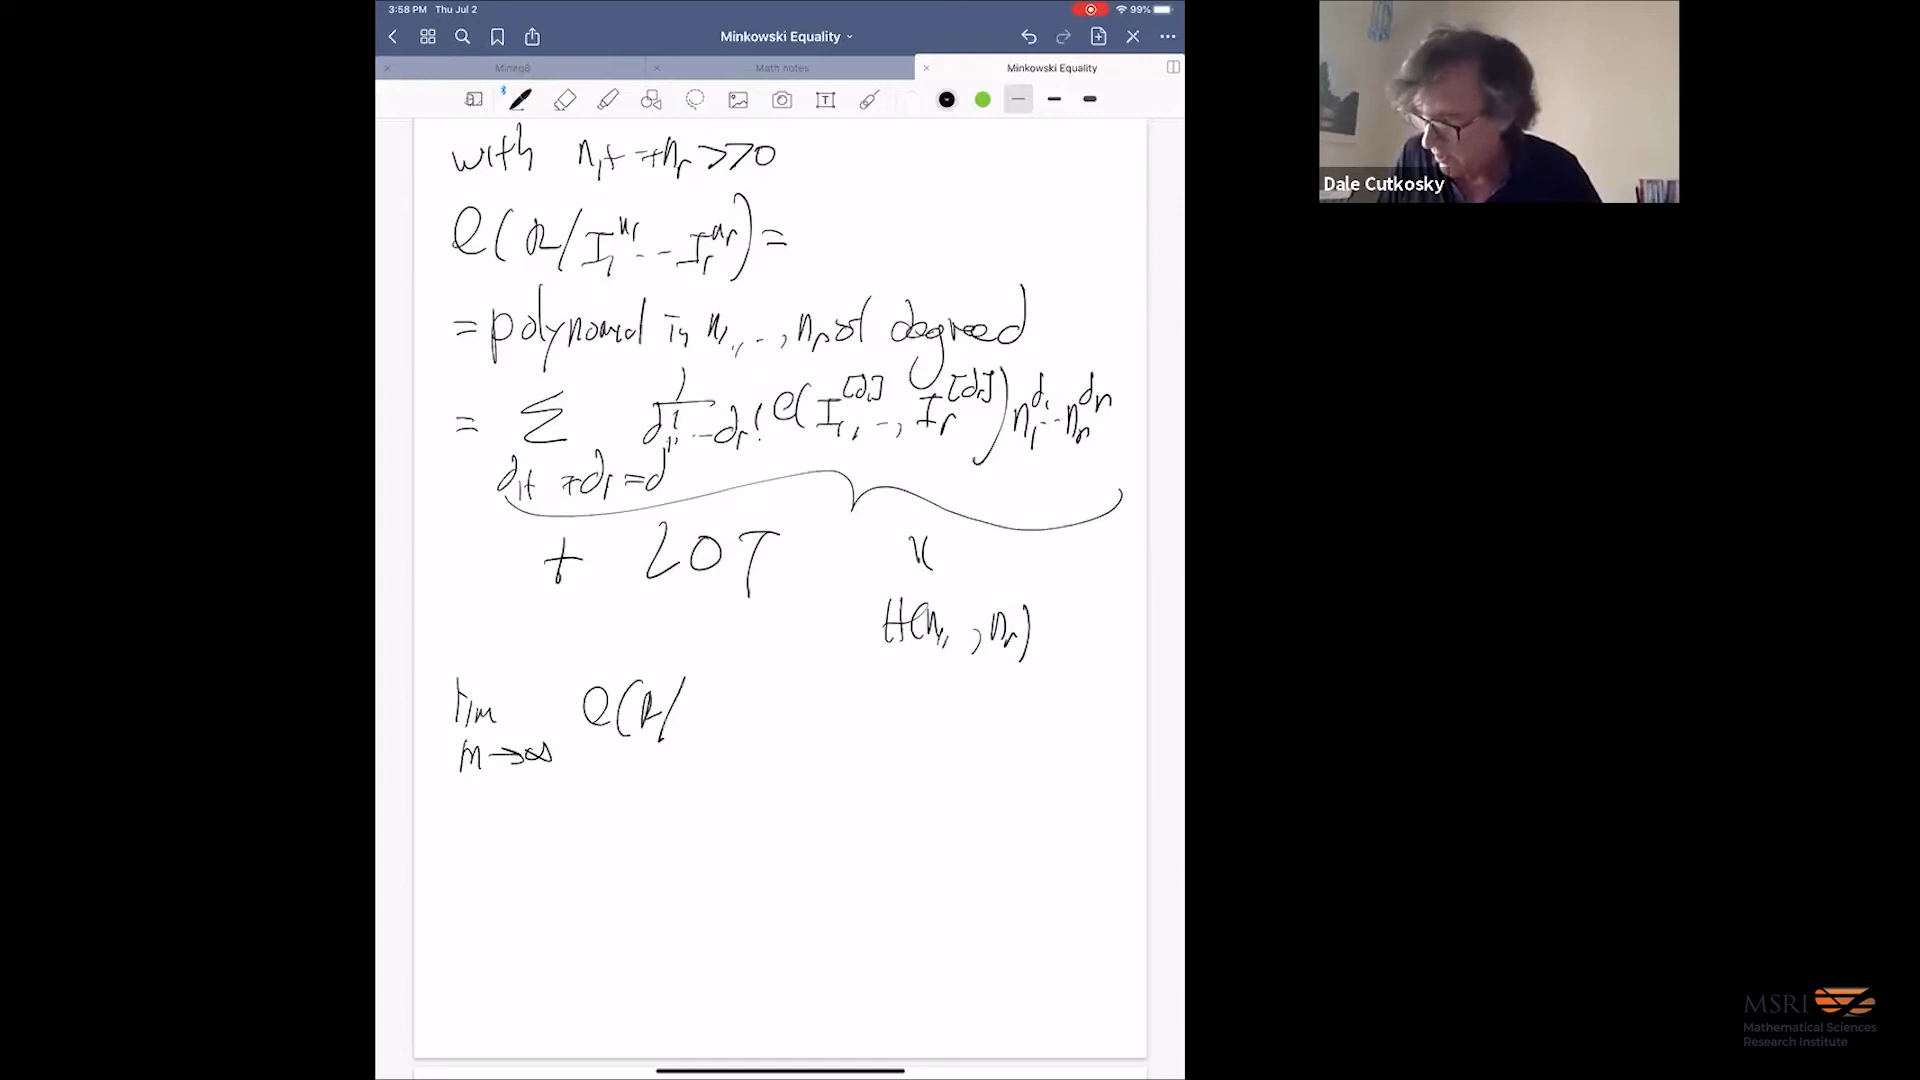 3:58 PM Thu Jul 2
99%
Minkowski Equality
Mineq8
Math notes
Minkowski Equality
with n₁+ +nᵣ >>0
ℓ(R/I₁^{n₁} ‥ Iᵣ^{nᵣ}) =
= polynomial in n₁, .., nᵣ of degree d
= Σ 1/(d₁! ‥ dᵣ!) e(I₁^{[d₁]}, .., Iᵣ^{[dᵣ]}) n₁^{d₁} ‥ nᵣ^{dᵣ}
d₁+ +dᵣ = d
+ LOT
H(n₁, , nᵣ)
lim ℓ(R/
m→∞
Dale Cutkosky
MSRI
Mathematical Sciences
Research Institute